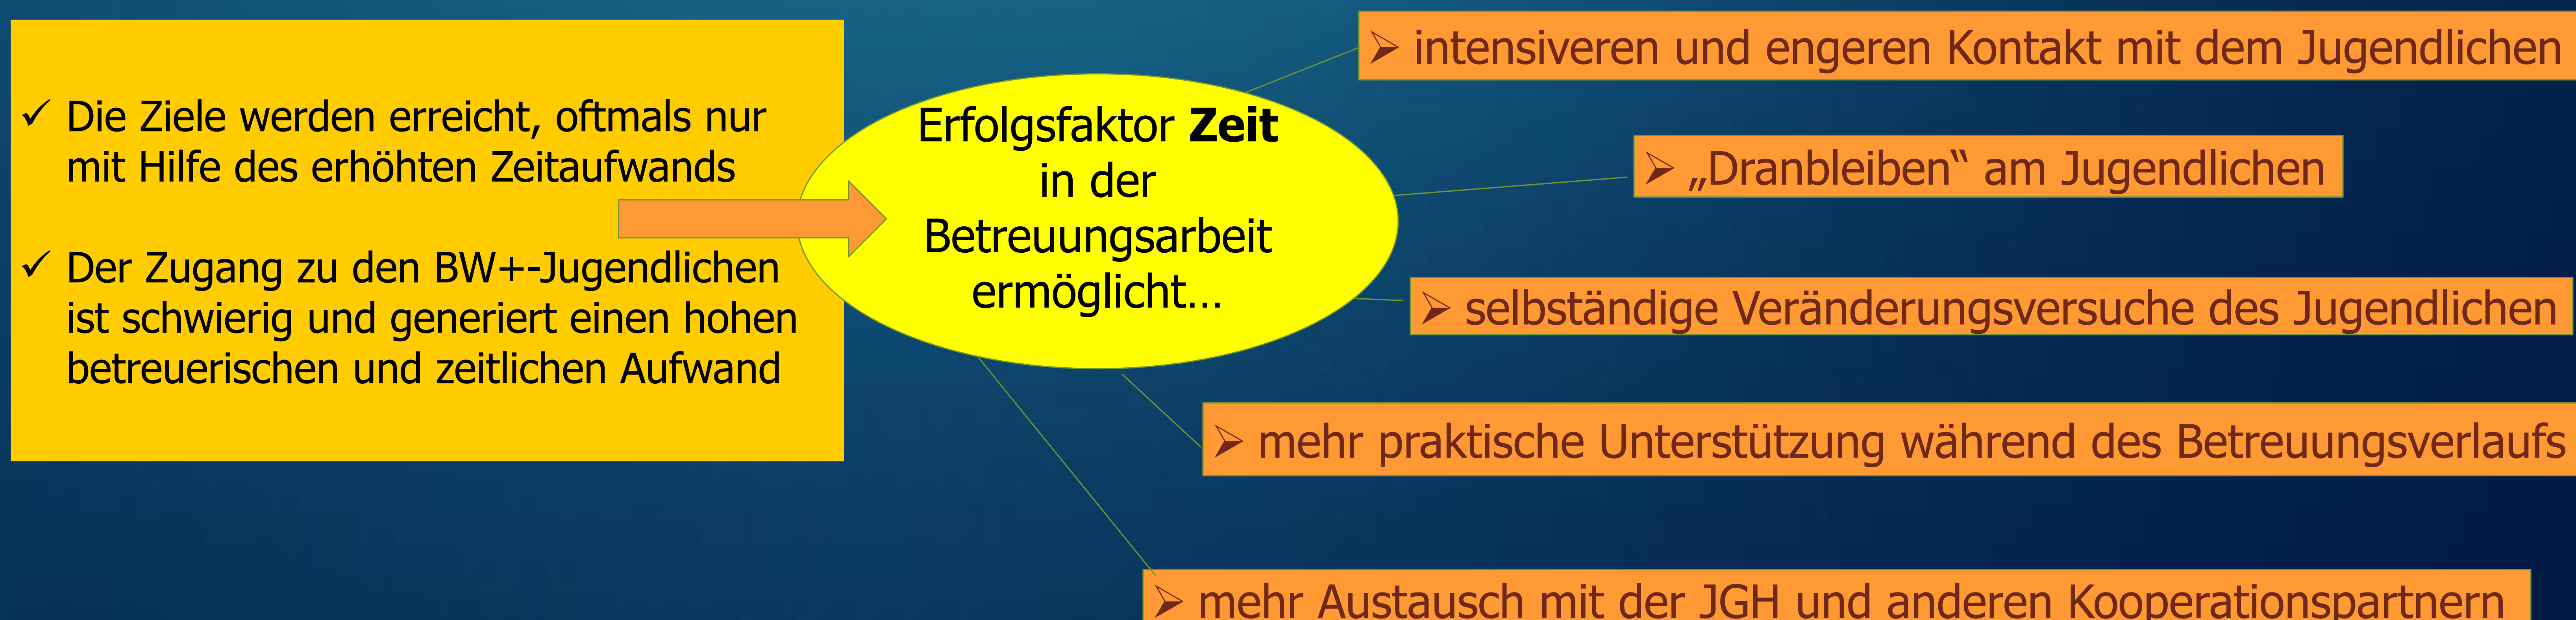 ✓ Die Ziele werden erreicht, oftmals nur
mit Hilfe des erhöhten Zeitaufwands
✓ Der Zugang zu den BW+-Jugendlichen
ist schwierig und generiert einen hohen
betreuerischen und zeitlichen Aufwand
Erfolgsfaktor Zeit
in der
Betreuungsarbeit
ermöglicht…
➢ intensiveren und engeren Kontakt mit dem Jugendlichen
➢ „Dranbleiben“ am Jugendlichen
➢ selbständige Veränderungsversuche des Jugendlichen
➢ mehr praktische Unterstützung während des Betreuungsverlaufs
➢ mehr Austausch mit der JGH und anderen Kooperationspartnern